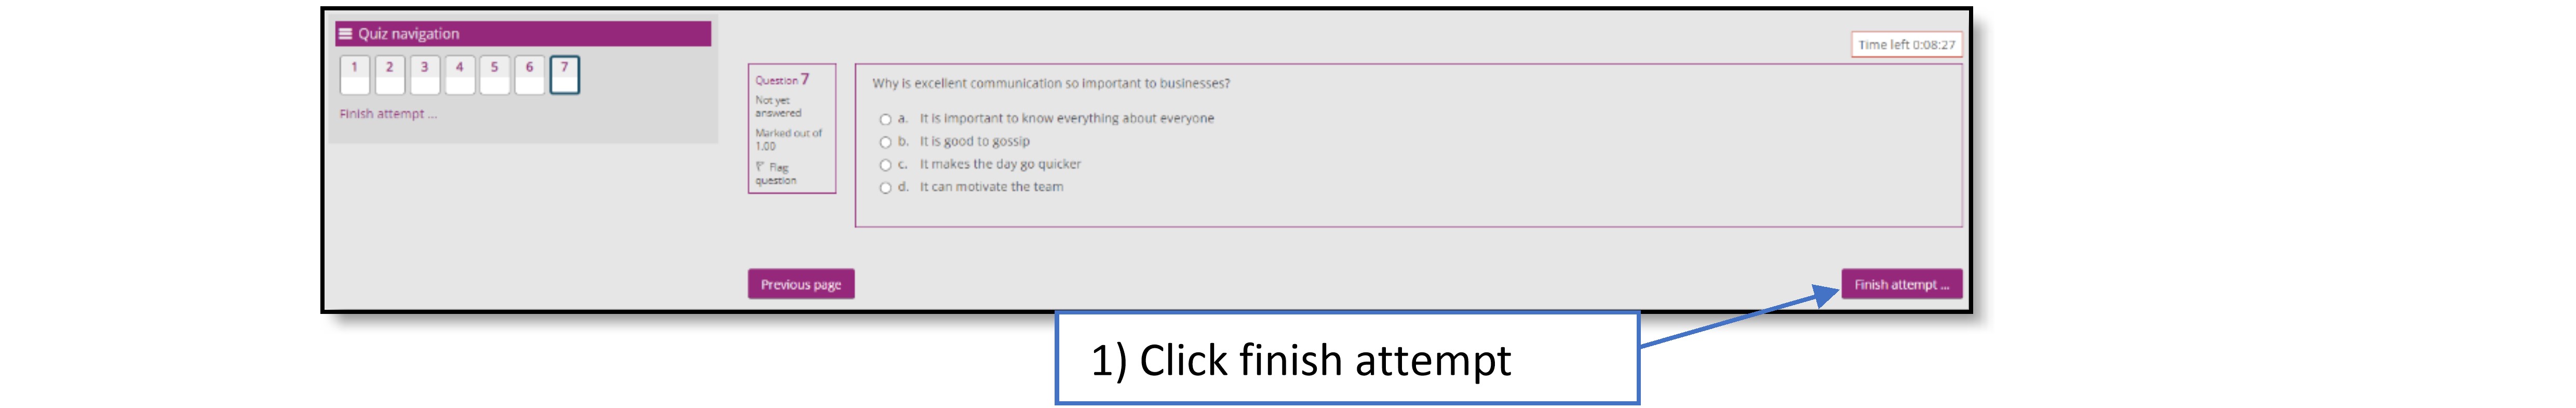 Quiz navigation
1 2 3 4 5 6 7
Finish attempt ...
Time left 0:08:27
Question 7
Not yet
answered
Marked out of
1.00
Flag
question
Why is excellent communication so important to businesses?
a. It is important to know everything about everyone
b. It is good to gossip
c. It makes the day go quicker
d. It can motivate the team
Previous page
Finish attempt ...
1) Click finish attempt